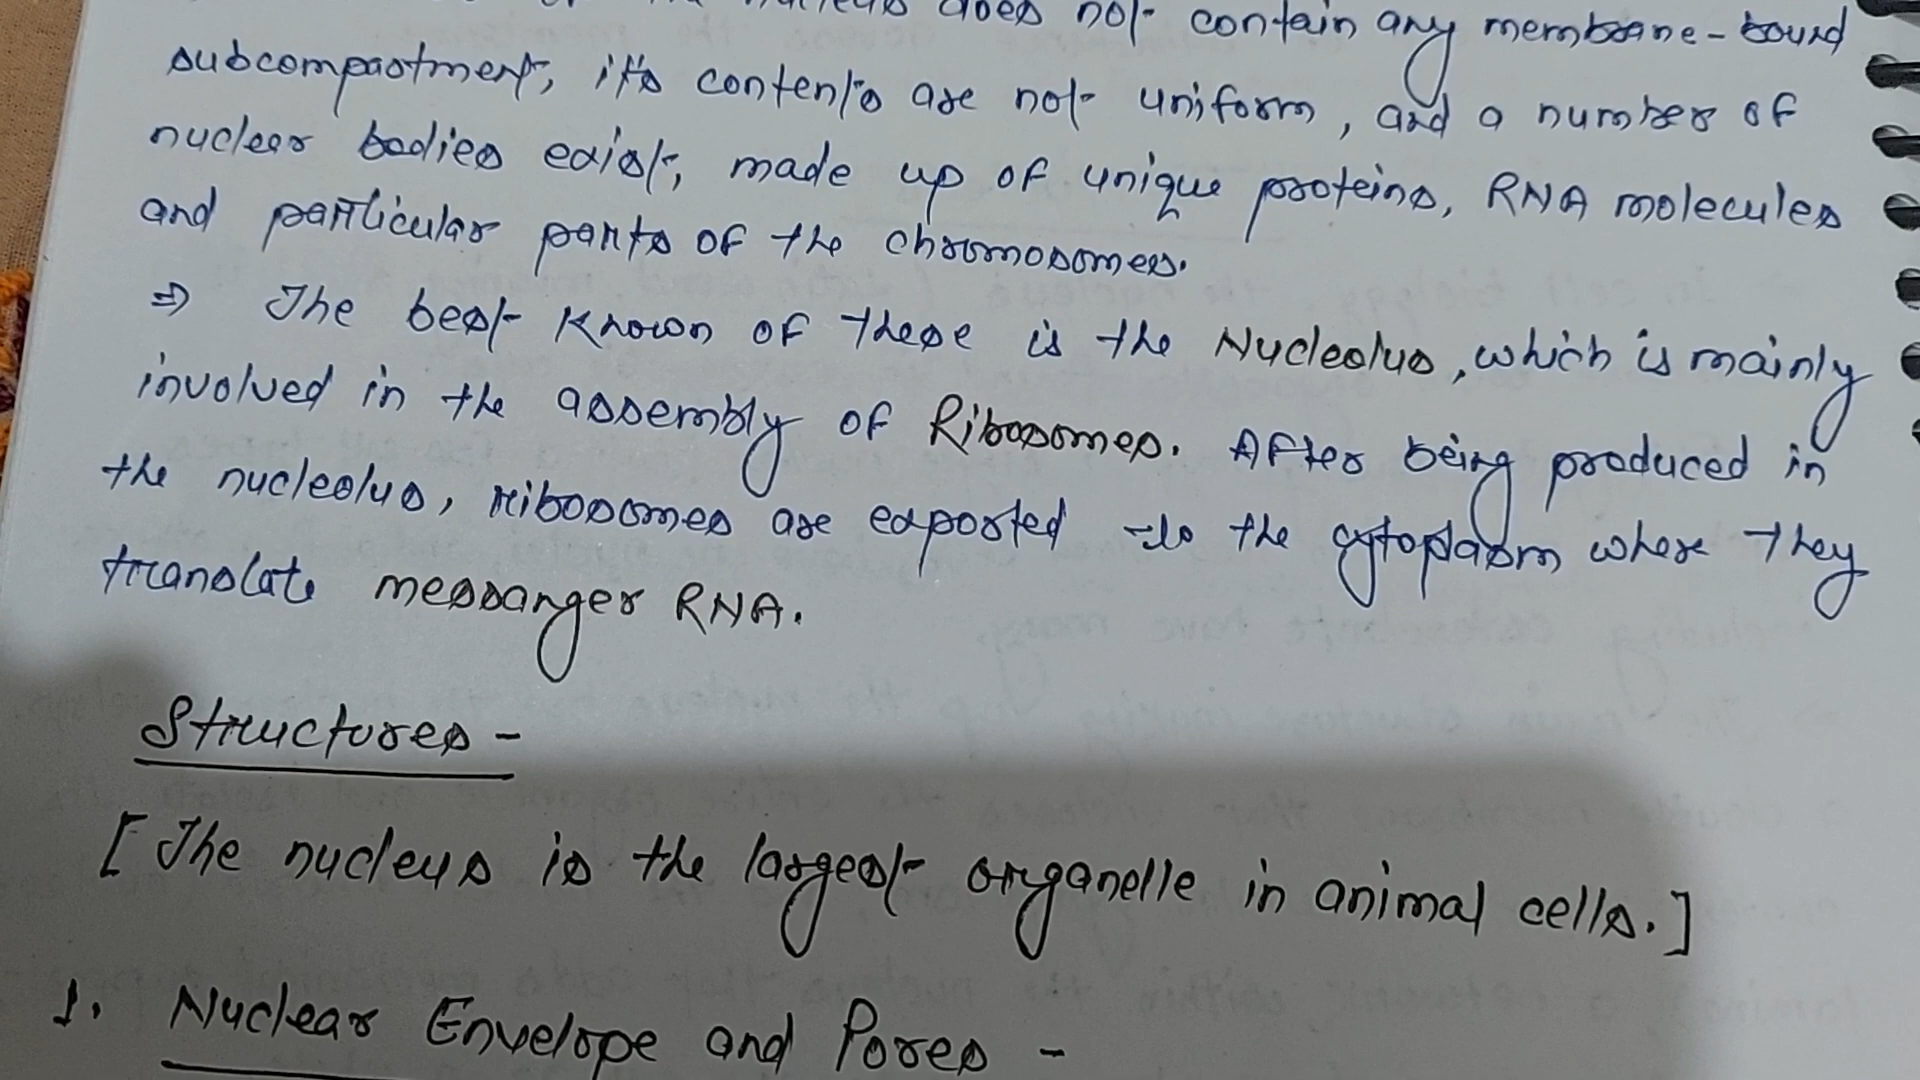 nucleus does not contain any membrane-bound
subcompartment, it's contents are not uniform, and a number of
nuclear bodies exist, made up of unique proteins, RNA molecules
and particular parts of the chromosomes.
⇒ The best known of these is the Nucleolus, which is mainly
involved in the assembly of Ribosomes. After being produced in
the nucleolus, ribosomes are exported to the cytoplasm where they
translate messanger RNA.
Structures -
[The nucleus is the largest organelle in animal cells.]
1. Nuclear Envelope and Pores -